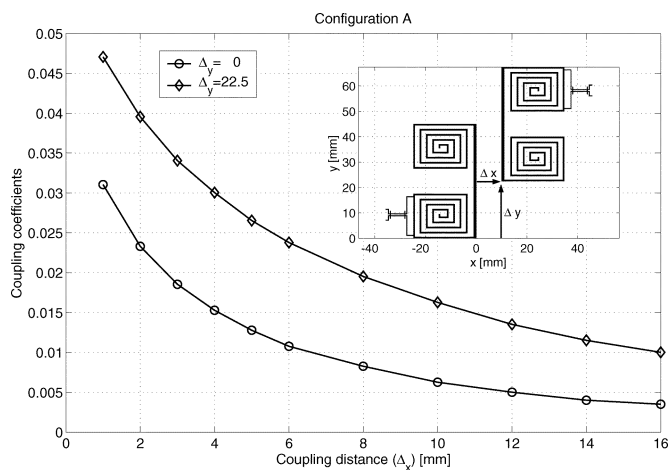 Configuration A
0.05
0.045
0.04
0.035
0.03
0.025
0.02
0.015
0.01
0.005
0
Coupling coefficients
Δy= 0
Δy=22.5
60
50
40
30
20
10
0
y [mm]
Δ x
Δ y
-40 -20 0 20 40
x [mm]
0 2 4 6 8 10 12 14 16
Coupling distance (Δx) [mm]